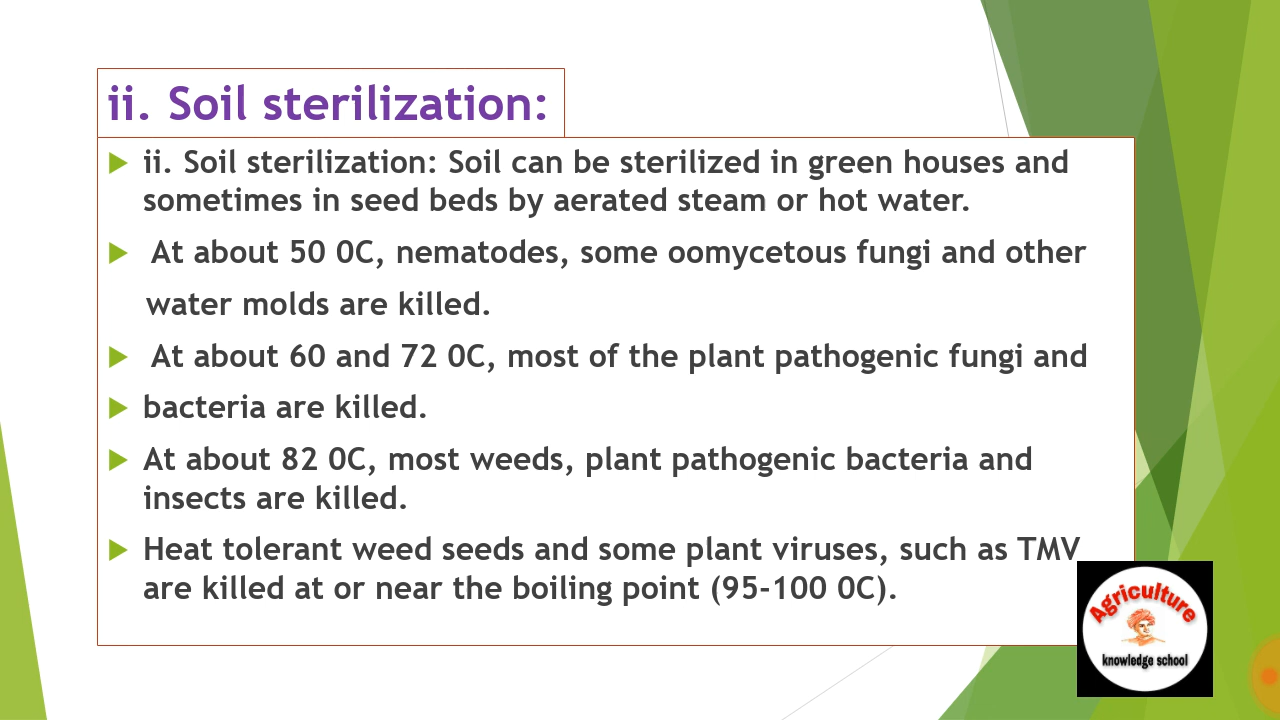 ii. Soil sterilization:
ii. Soil sterilization: Soil can be sterilized in green houses and
sometimes in seed beds by aerated steam or hot water.
At about 50 0C, nematodes, some oomycetous fungi and other
water molds are killed.
At about 60 and 72 0C, most of the plant pathogenic fungi and
bacteria are killed.
At about 82 0C, most weeds, plant pathogenic bacteria and
insects are killed.
Heat tolerant weed seeds and some plant viruses, such as TMV
are killed at or near the boiling point (95-100 0C).
Agriculture
knowledge school